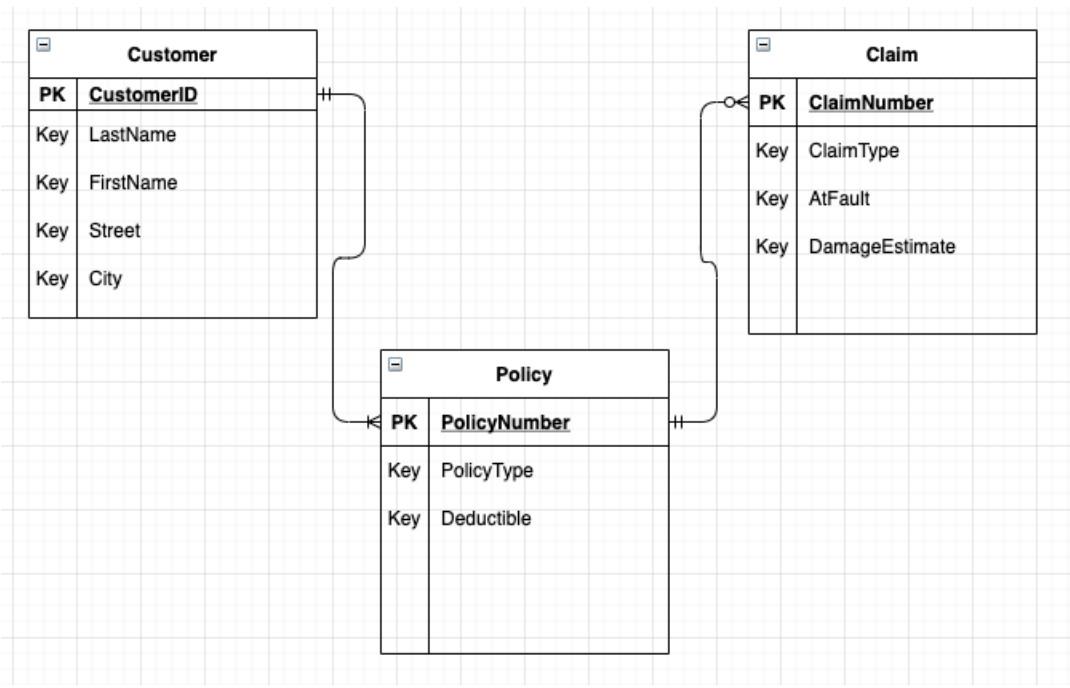 Customer
PK CustomerID
Key LastName
Key FirstName
Key Street
Key City
Claim
PK ClaimNumber
Key ClaimType
Key AtFault
Key DamageEstimate
Policy
PK PolicyNumber
Key PolicyType
Key Deductible